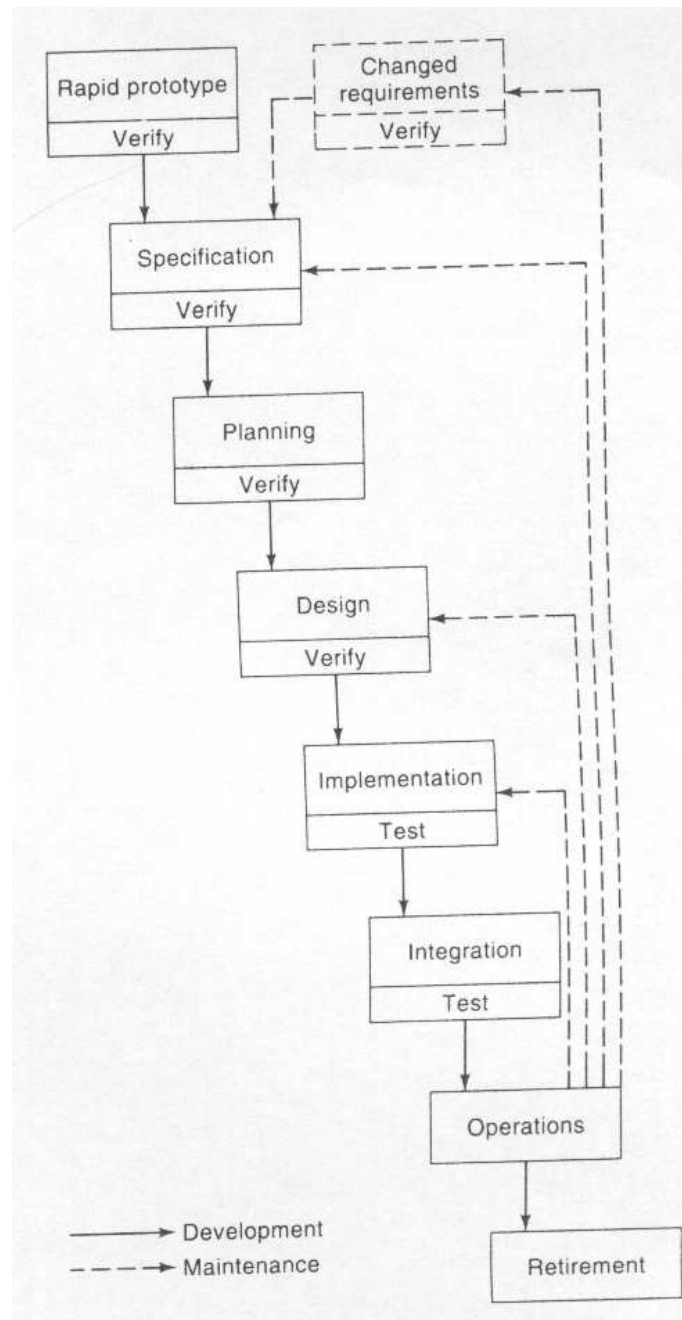 Rapid prototype
Verify
Changed
requirements
Verify
Specification
Verify
Planning
Verify
Design
Verify
Implementation
Test
Integration
Test
Operations
Retirement
Development
Maintenance